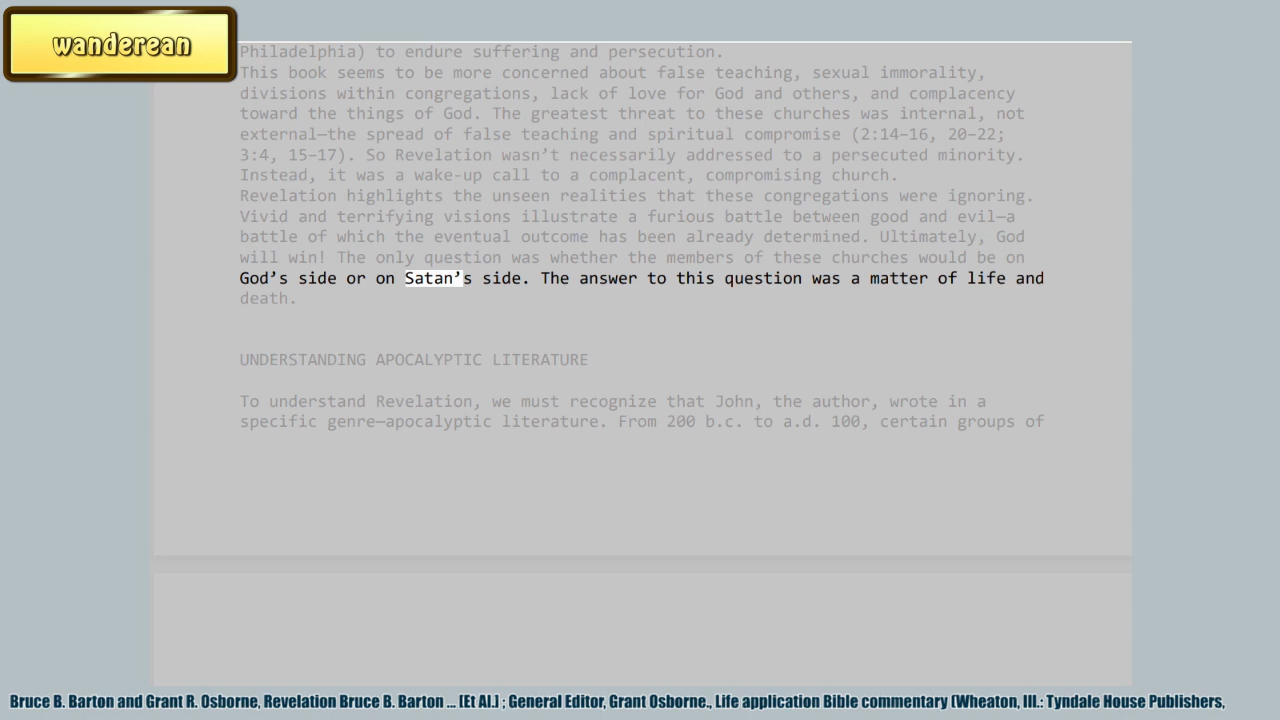 wanderean
Philadelphia) to endure suffering and persecution.
This book seems to be more concerned about false teaching, sexual immorality,
divisions within congregations, lack of love for God and others, and complacency
toward the things of God. The greatest threat to these churches was internal, not
external—the spread of false teaching and spiritual compromise (2:14–16, 20–22;
3:4, 15–17). So Revelation wasn’t necessarily addressed to a persecuted minority.
Instead, it was a wake-up call to a complacent, compromising church.
Revelation highlights the unseen realities that these congregations were ignoring.
Vivid and terrifying visions illustrate a furious battle between good and evil—a
battle of which the eventual outcome has been already determined. Ultimately, God
will win! The only question was whether the members of these churches would be on
God’s side or on Satan’s side. The answer to this question was a matter of life and
death.
UNDERSTANDING APOCALYPTIC LITERATURE
To understand Revelation, we must recognize that John, the author, wrote in a
specific genre—apocalyptic literature. From 200 b.c. to a.d. 100, certain groups of
Bruce B. Barton and Grant R. Osborne, Revelation Bruce B. Barton ... [Et Al.] ; General Editor, Grant Osborne., Life application Bible commentary (Wheaton, Ill.: Tyndale House Publishers,